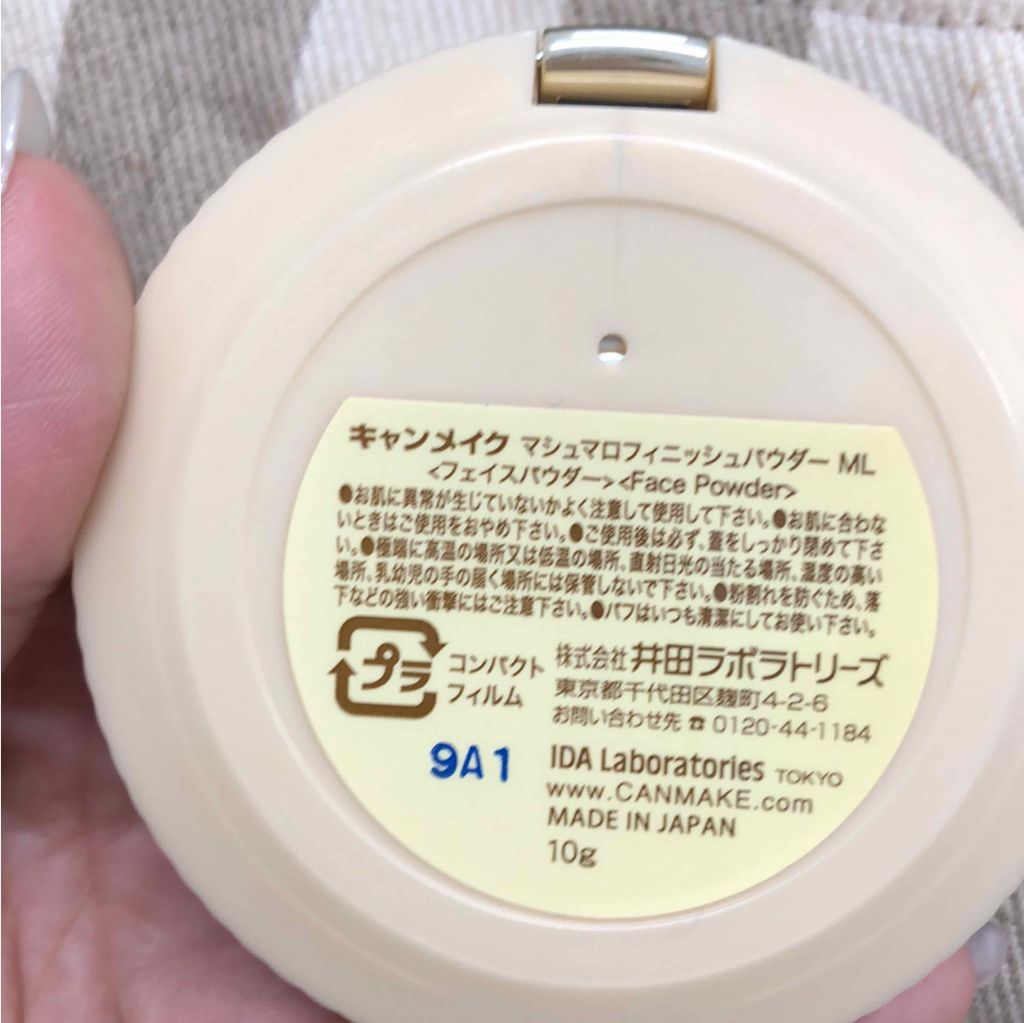 キャンメイク マシュマロフィニッシュパウダー ML
<フェイスパウダー><Face Powder>
●お肌に異常が生じていないかよく注意して使用して下さい。●お肌に合わな
いときはご使用をおやめ下さい。●ご使用後は必ず、蓋をしっかり閉めて下さ
い。●極端に高温の場所又は低温の場所、直射日光の当たる場所、湿度の高い
場所、乳幼児の手の届く場所には保管しないで下さい。●粉割れを防ぐため、落
下などの強い衝撃にはご注意下さい。●パフはいつも清潔にしてお使い下さい。
プラ
コンパクト
フィルム
株式会社 井田ラボラトリーズ
東京都千代田区麹町4-2-6
お問い合わせ先 ☎ 0120-44-1184
9A1
IDA Laboratories TOKYO
www.CANMAKE.com
MADE IN JAPAN
10g